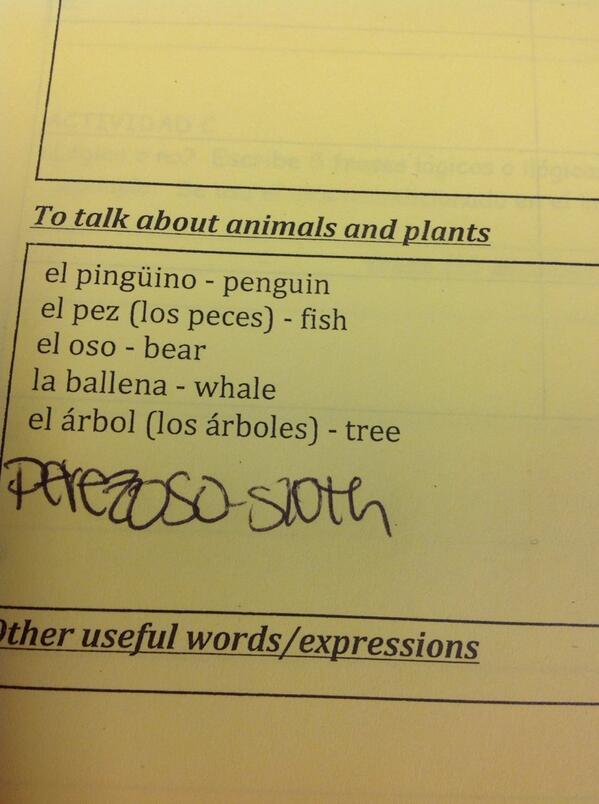 To talk about animals and plants
el pingüino - penguin
el pez (los peces) - fish
el oso - bear
la ballena - whale
el árbol (los árboles) - tree
perezoso-sloth
Other useful words/expressions